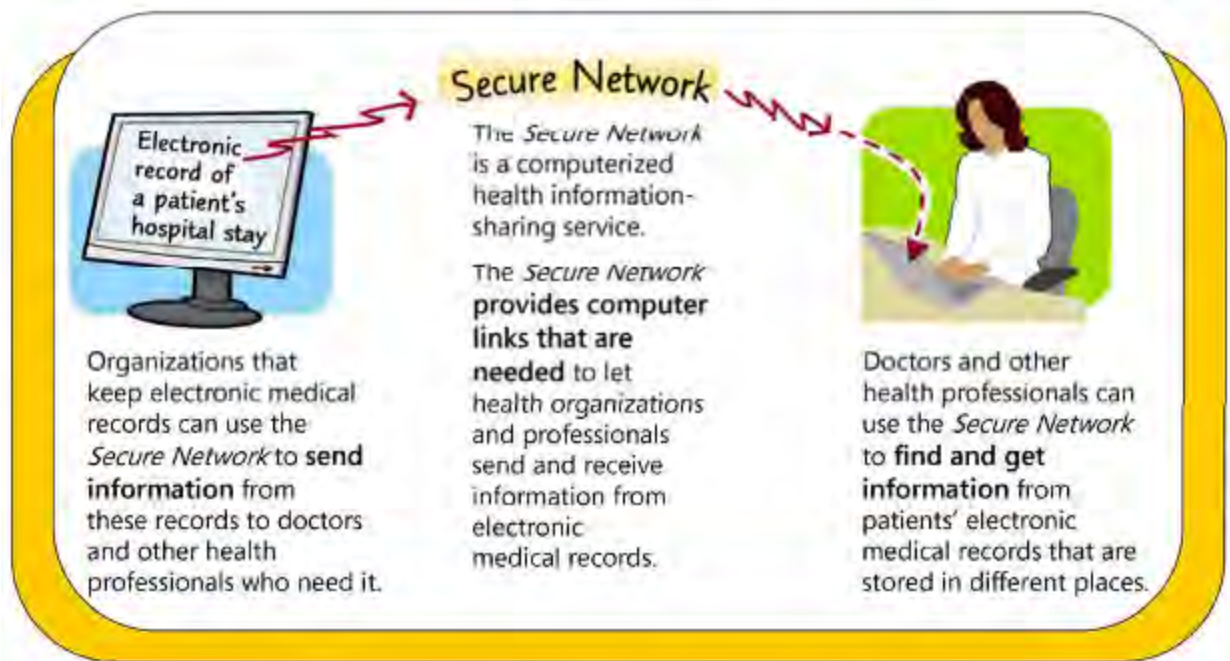 Secure Network
Electronic
record of
a patient's
hospital stay
Organizations that
keep electronic medical
records can use the
Secure Network to send
information from
these records to doctors
and other health
professionals who need it.
The Secure Network
is a computerized
health information-
sharing service.
The Secure Network
provides computer
links that are
needed to let
health organizations
and professionals
send and receive
information from
electronic
medical records.
Doctors and other
health professionals can
use the Secure Network
to find and get
information from
patients' electronic
medical records that are
stored in different places.